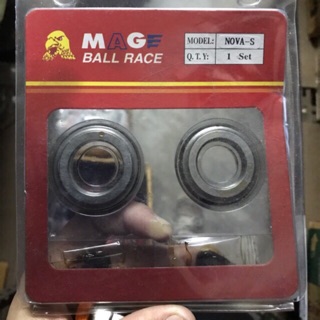 MAGE
BALL RACE
MODEL: NOVA-S
Q.T.Y: 1 Set